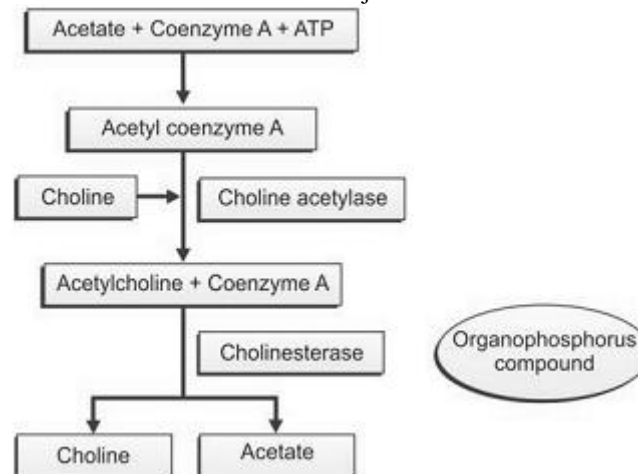 Acetate + Coenzyme A + ATP
Acetyl coenzyme A
Choline
Choline acetylase
Acetylcholine + Coenzyme A
Cholinesterase
Organophosphorus
compound
Choline
Acetate